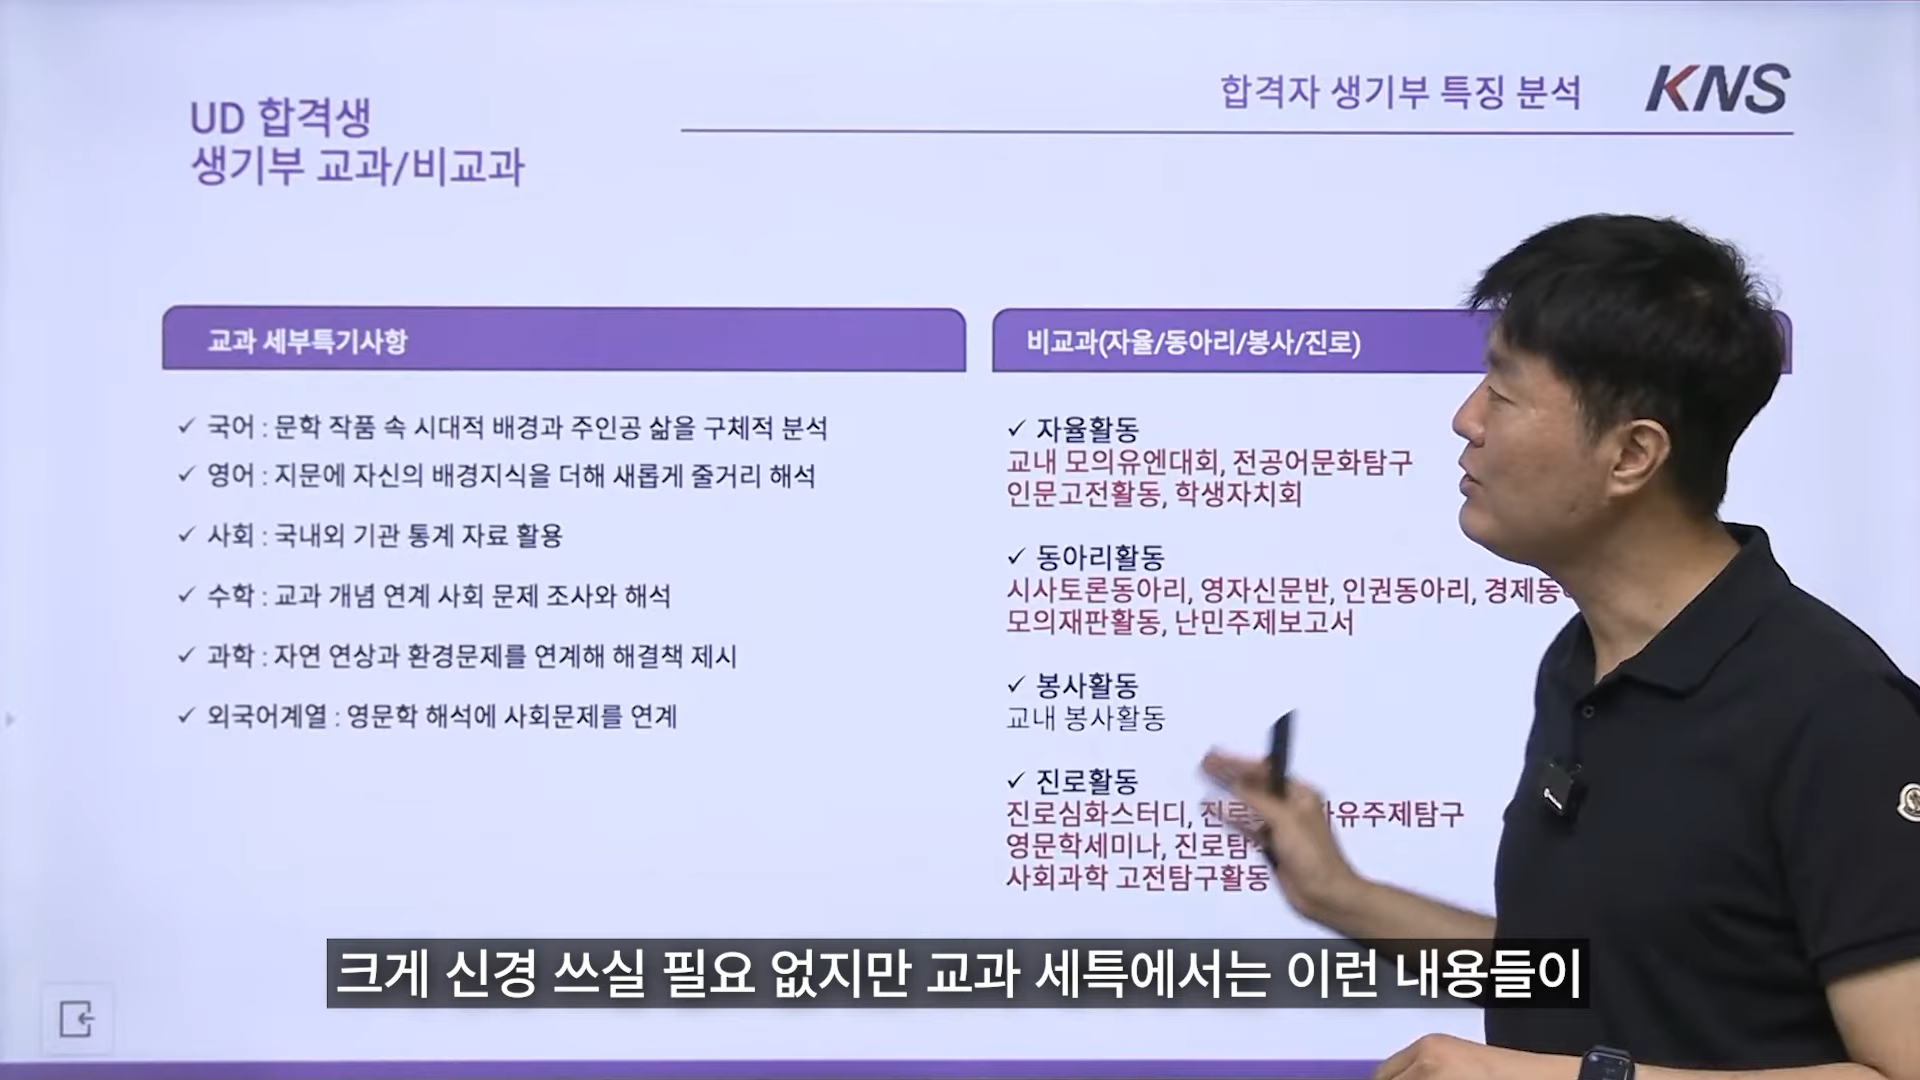 합격자 생기부 특징 분석
KNS
UD 합격생
생기부 교과/비교과
교과 세부특기사항
✓ 국어 : 문학 작품 속 시대적 배경과 주인공 삶을 구체적 분석
✓ 영어 : 지문에 자신의 배경지식을 더해 새롭게 줄거리 해석
✓ 사회 : 국내외 기관 통계 자료 활용
✓ 수학 : 교과 개념 연계 사회 문제 조사와 해석
✓ 과학 : 자연 연상과 환경문제를 연계해 해결책 제시
✓ 외국어계열 : 영문학 해석에 사회문제를 연계
비교과(자율/동아리/봉사/진로)
✓ 자율활동
교내 모의유엔대회, 전공어문화탐구
인문고전활동, 학생자치회
✓ 동아리활동
시사토론동아리, 영자신문반, 인권동아리, 경제동
모의재판활동, 난민주제보고서
✓ 봉사활동
교내 봉사활동
✓ 진로활동
진로심화스터디, 진로 자유주제탐구
영문학세미나, 진로탐
사회과학 고전탐구활동
크게 신경 쓰실 필요 없지만 교과 세특에서는 이런 내용들이